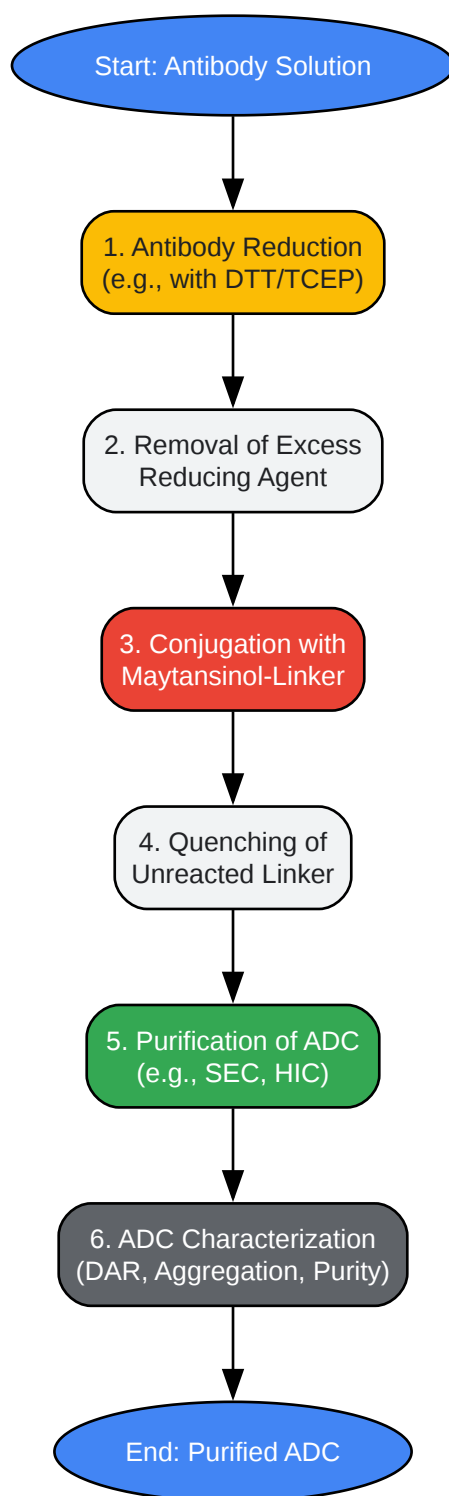 Start: Antibody Solution
1. Antibody Reduction
(e.g., with DTT/TCEP)
2. Removal of Excess
Reducing Agent
3. Conjugation with
Maytansinol-Linker
4. Quenching of
Unreacted Linker
5. Purification of ADC
(e.g., SEC, HIC)
6. ADC Characterization
(DAR, Aggregation, Purity)
End: Purified ADC